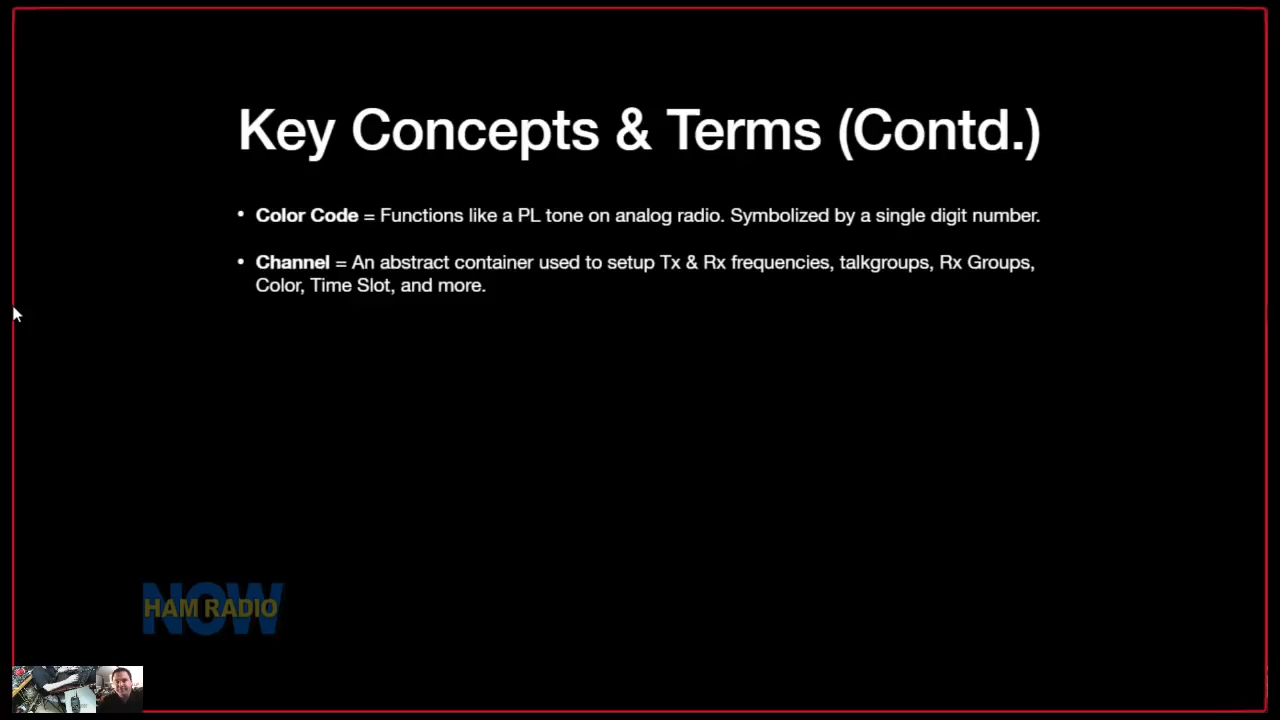 Key Concepts & Terms (Contd.)
• Color Code = Functions like a PL tone on analog radio. Symbolized by a single digit number.
• Channel = An abstract container used to setup Tx & Rx frequencies, talkgroups, Rx Groups,
Color, Time Slot, and more.
NOW
HAM RADIO